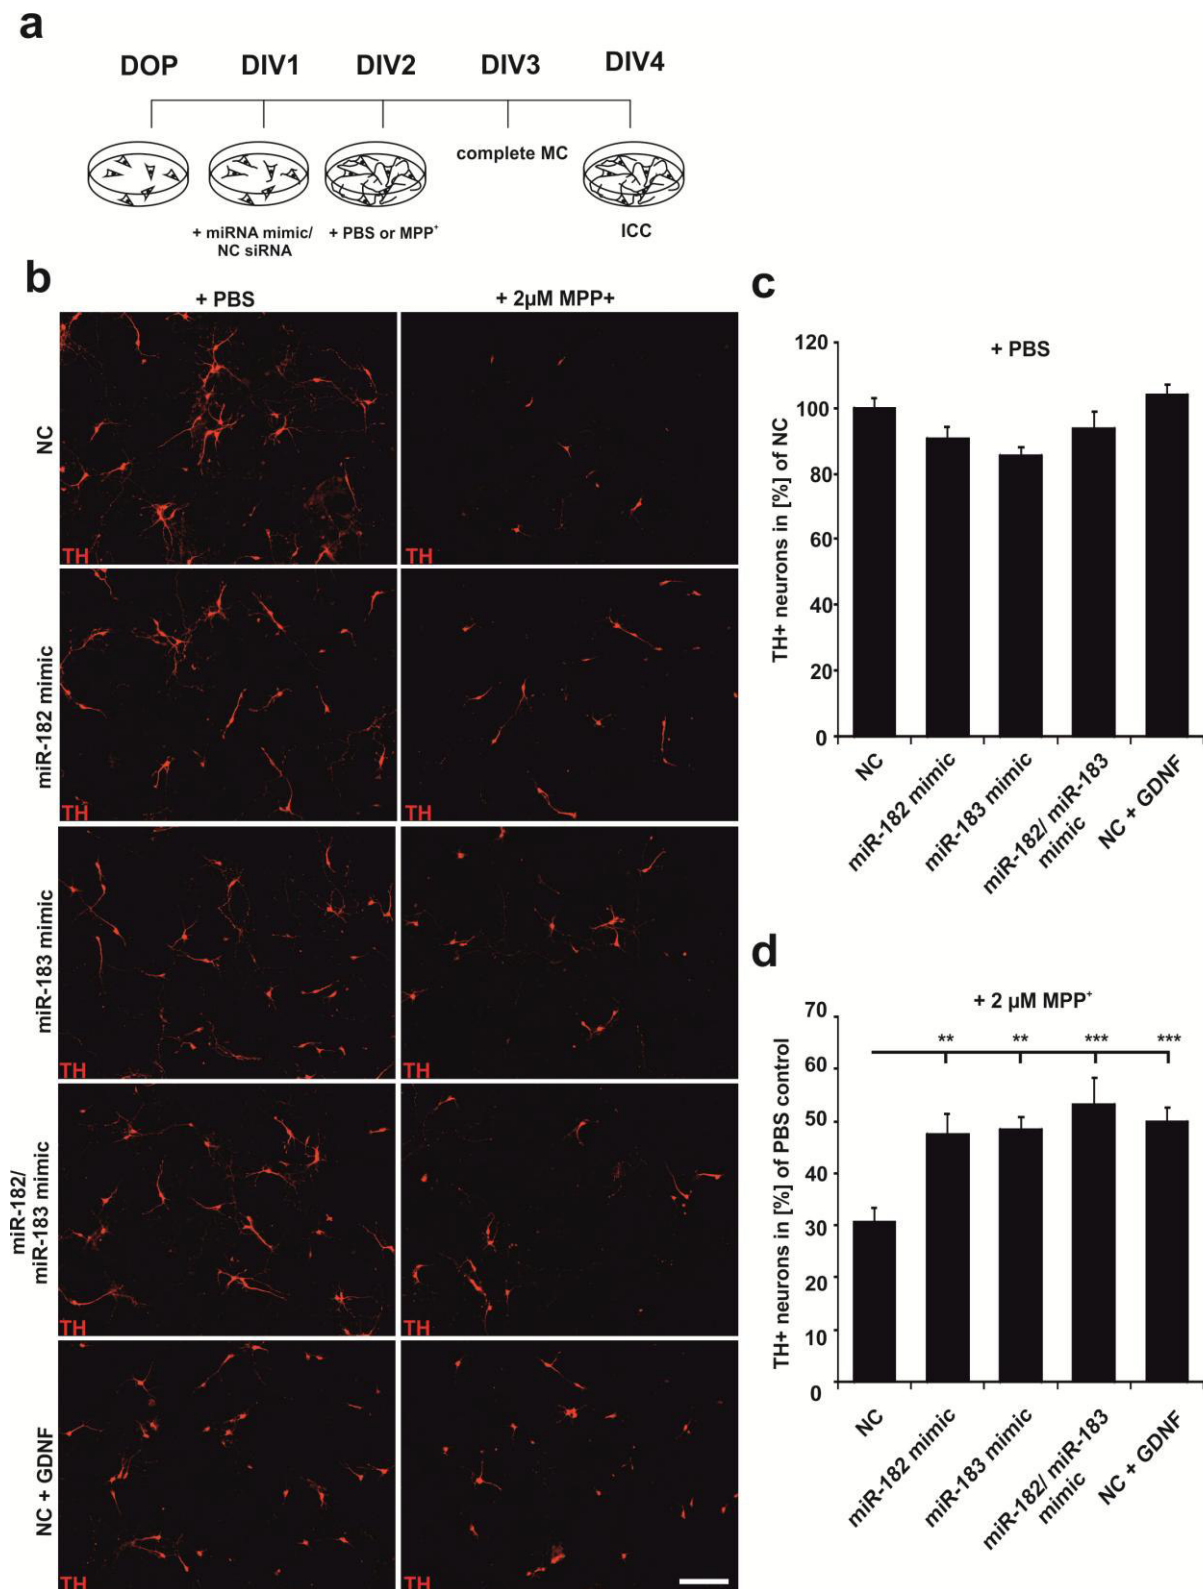 a
DOP DIV1 DIV2 DIV3 DIV4
complete MC
+ miRNA mimic/
NC siRNA
+ PBS or MPP⁺
ICC
b
+ PBS
+ 2µM MPP+
NC
TH
TH
miR-182 mimic
TH
TH
miR-183 mimic
TH
TH
miR-182/
miR-183 mimic
TH
TH
NC + GDNF
TH
TH
c
+ PBS
TH+ neurons in [%] of NC
120
100
80
60
40
20
0
NC
miR-182 mimic
miR-183 mimic
miR-182/ miR-183
mimic
NC + GDNF
d
+ 2 µM MPP⁺
TH+ neurons in [%] of PBS control
70
60
50
40
30
20
10
0
** ** *** ***
NC
miR-182 mimic
miR-183 mimic
miR-182/ miR-183
mimic
NC + GDNF